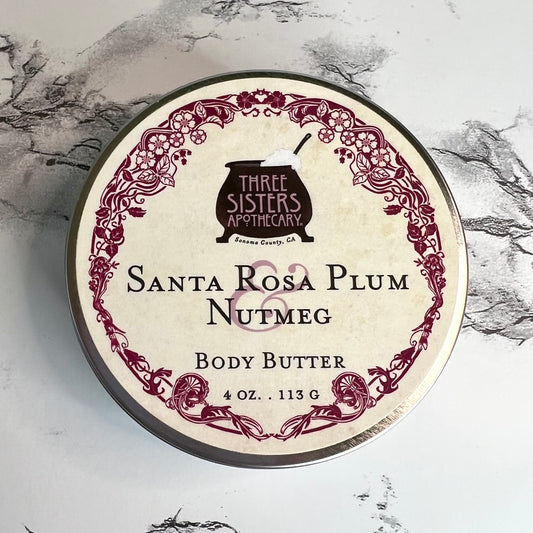 THREE
SISTERS
APOTHECARY®
Sonoma County, CA
SANTA ROSA PLUM
&
NUTMEG
BODY BUTTER
4 OZ. . 113 G